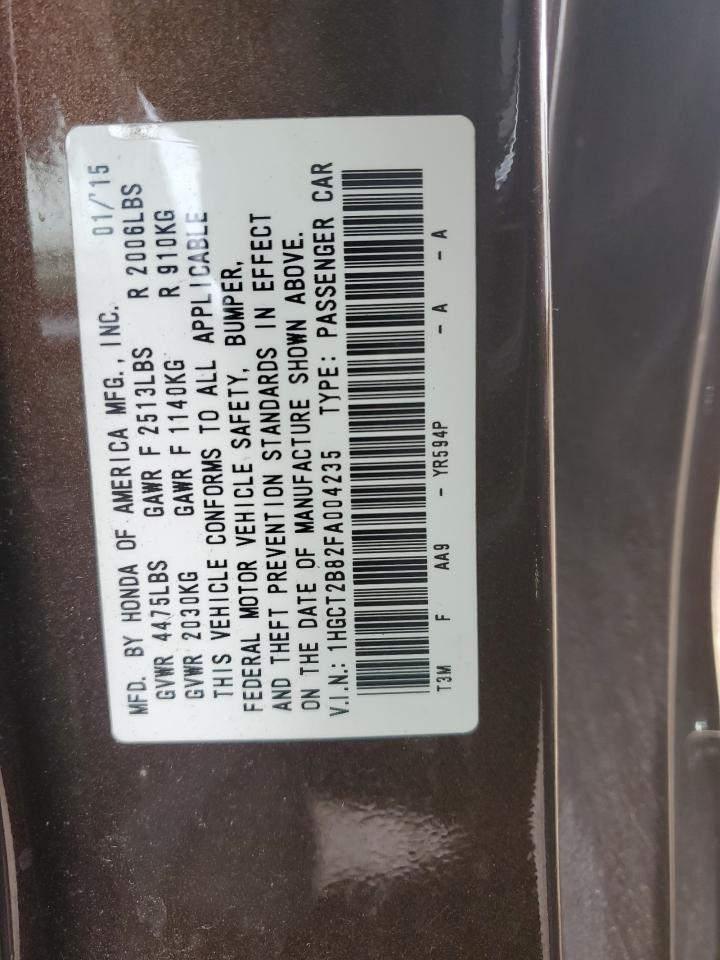 MFD. BY HONDA OF AMERICA MFG., INC. 01/'15
GVWR 4475LBS GAWR F 2513LBS R 2006LBS
GVWR 2030KG GAWR F 1140KG R 910KG
THIS VEHICLE CONFORMS TO ALL APPLICABLE
FEDERAL MOTOR VEHICLE SAFETY, BUMPER,
AND THEFT PREVENTION STANDARDS IN EFFECT
ON THE DATE OF MANUFACTURE SHOWN ABOVE.
V.I.N.: 1HGCT2B82FA004235 TYPE: PASSENGER CAR
T3M F AA9 - YR594P - A - A